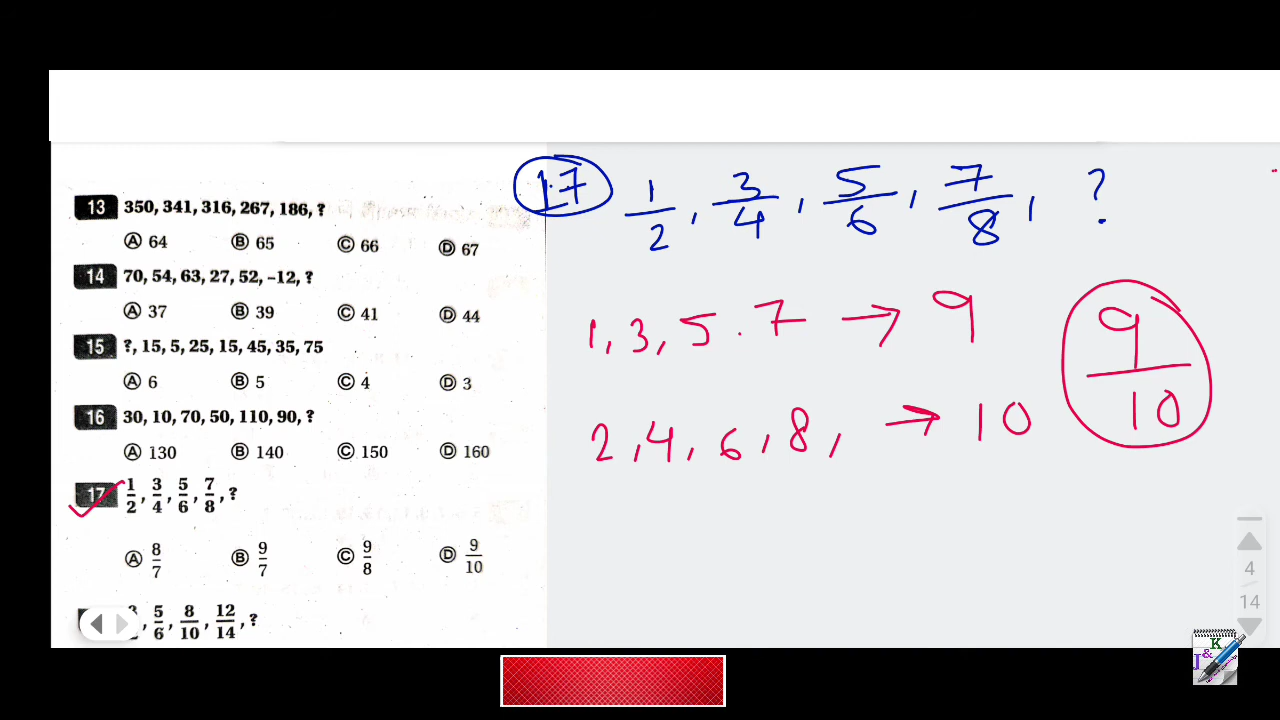 13 350, 341, 316, 267, 186, ?
Ⓐ 64 Ⓑ 65 Ⓒ 66 Ⓓ 67
14 70, 54, 63, 27, 52, –12, ?
Ⓐ 37 Ⓑ 39 Ⓒ 41 Ⓓ 44
15 ?, 15, 5, 25, 15, 45, 35, 75
Ⓐ 6 Ⓑ 5 Ⓒ 4 Ⓓ 3
16 30, 10, 70, 50, 110, 90, ?
Ⓐ 130 Ⓑ 140 Ⓒ 150 Ⓓ 160
17 1/2, 3/4, 5/6, 7/8, ?
Ⓐ 8/7 Ⓑ 9/7 Ⓒ 9/8 Ⓓ 9/10
, 5/6, 8/10, 12/14, ?
17 1/2, 3/4, 5/6, 7/8, ?
1, 3, 5 . 7 → 9
9/10
2, 4, 6, 8, → 10
4
14
J&K